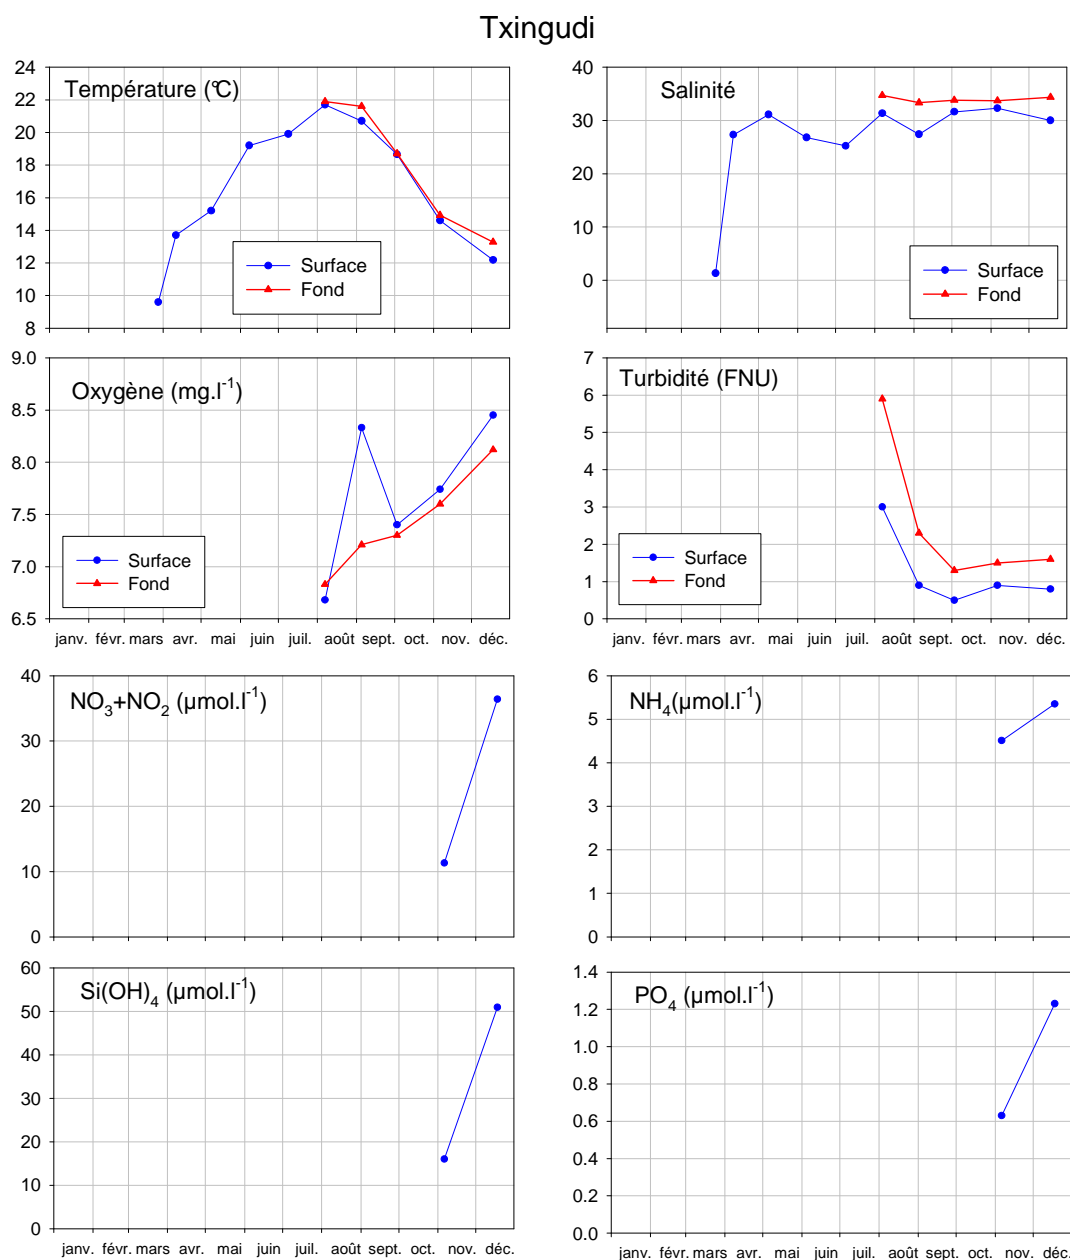 Txingudi
Température (°C)
24
22
20
18
16
14
12
10
8
Surface
Fond
Salinité
40
30
20
10
0
Surface
Fond
Oxygène (mg.l⁻¹)
9.0
8.5
8.0
7.5
7.0
6.5
Surface
Fond
janv. févr. mars avr. mai juin juil. août sept. oct. nov. déc.
Turbidité (FNU)
7
6
5
4
3
2
1
0
Surface
Fond
janv. févr. mars avr. mai juin juil. août sept. oct. nov. déc.
NO₃+NO₂ (µmol.l⁻¹)
40
30
20
10
0
NH₄(µmol.l⁻¹)
6
5
4
3
2
1
0
Si(OH)₄ (µmol.l⁻¹)
60
50
40
30
20
10
0
janv. févr. mars avr. mai juin juil. août sept. oct. nov. déc.
PO₄ (µmol.l⁻¹)
1.4
1.2
1.0
0.8
0.6
0.4
0.2
0.0
janv. févr. mars avr. mai juin juil. août sept. oct. nov. déc.